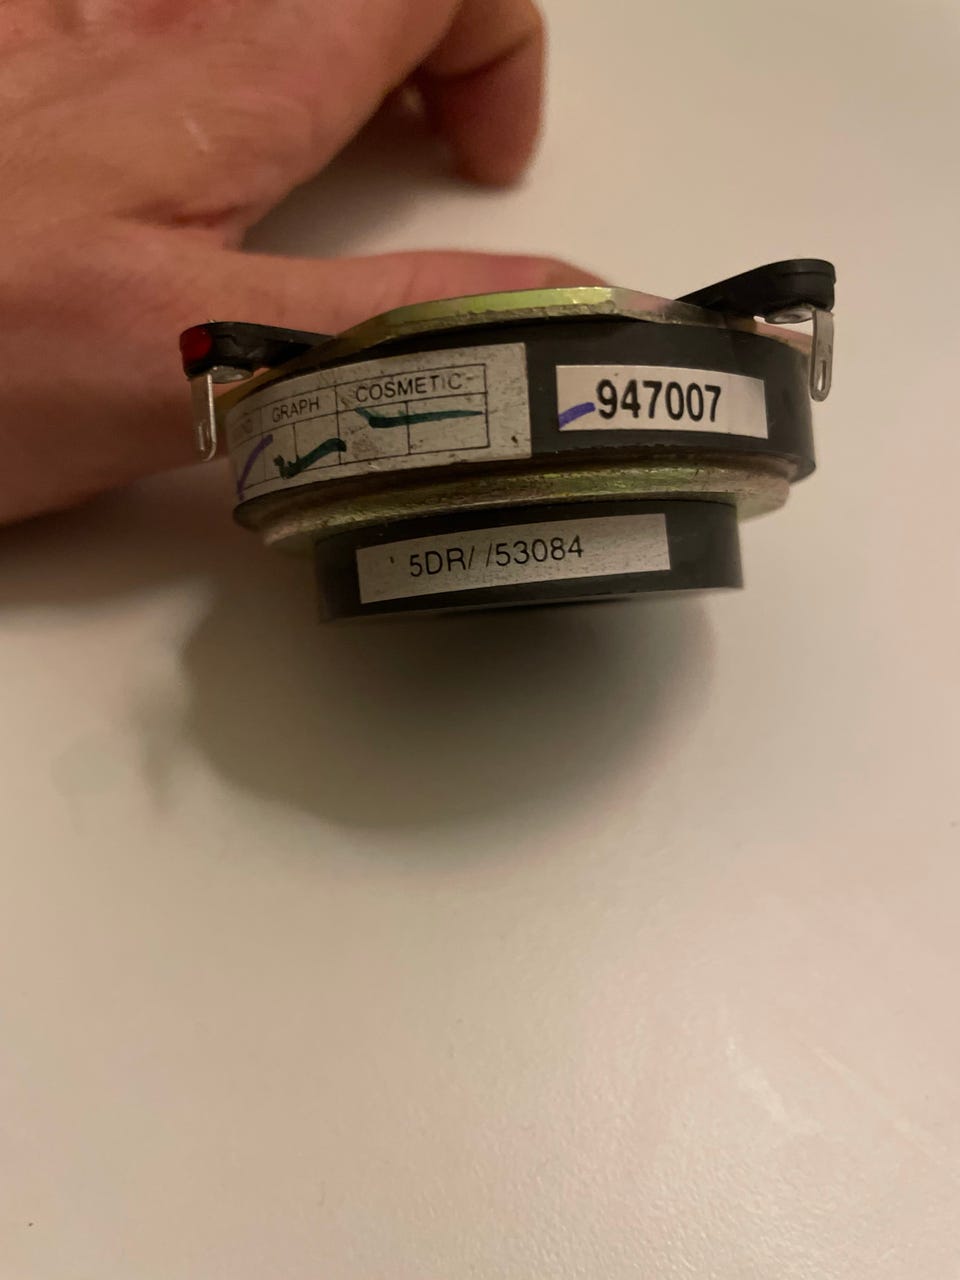 GRAPH COSMETIC
947007
5DR/ /53084